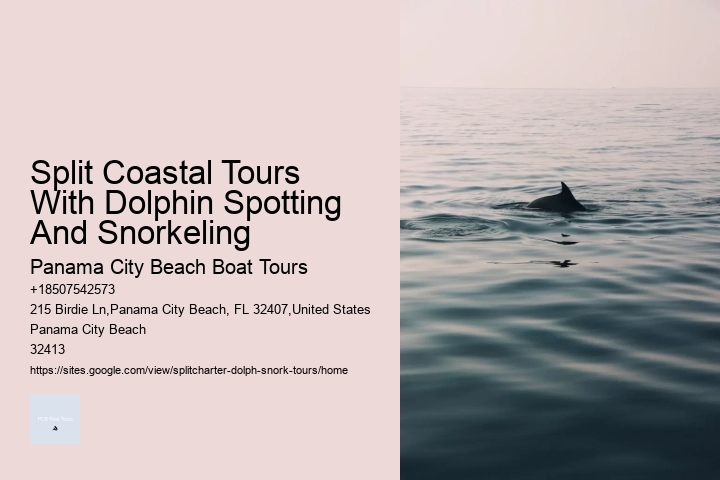 Split Coastal Tours
With Dolphin Spotting
And Snorkeling
Panama City Beach Boat Tours
+18507542573
215 Birdie Ln,Panama City Beach, FL 32407,United States
Panama City Beach
32413
https://sites.google.com/view/splitcharter-dolph-snork-tours/home